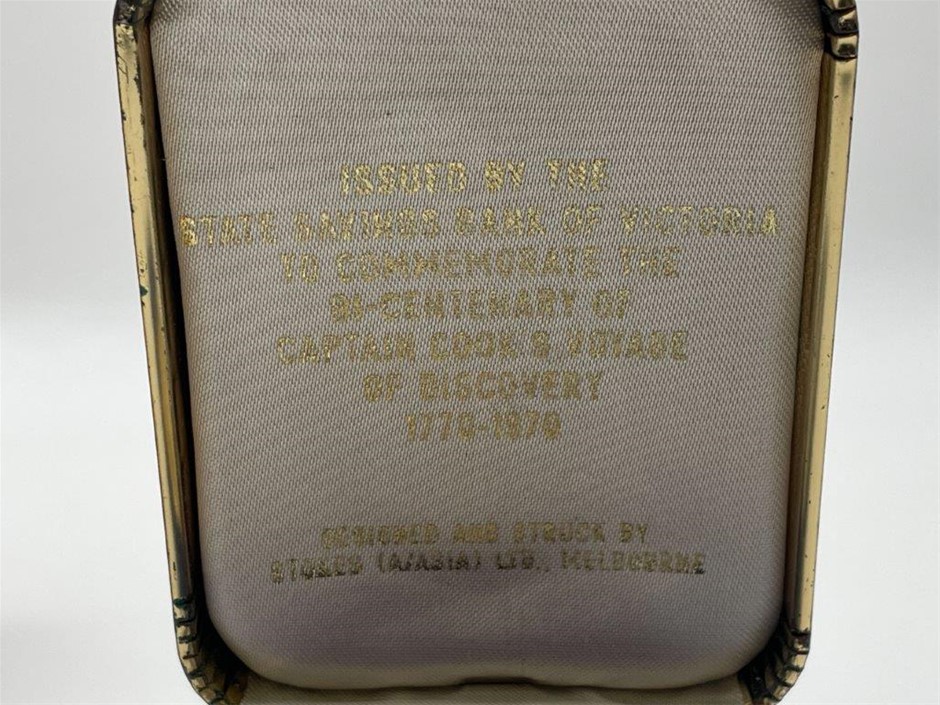 ISSUED BY THE
STATE SAVINGS BANK OF VICTORIA
TO COMMEMORATE THE
BI-CENTENARY OF
CAPTAIN COOK'S VOYAGE
OF DISCOVERY
1770-1970
DESIGNED AND STRUCK BY
STOKES (A/ASIA) LTD., MELBOURNE